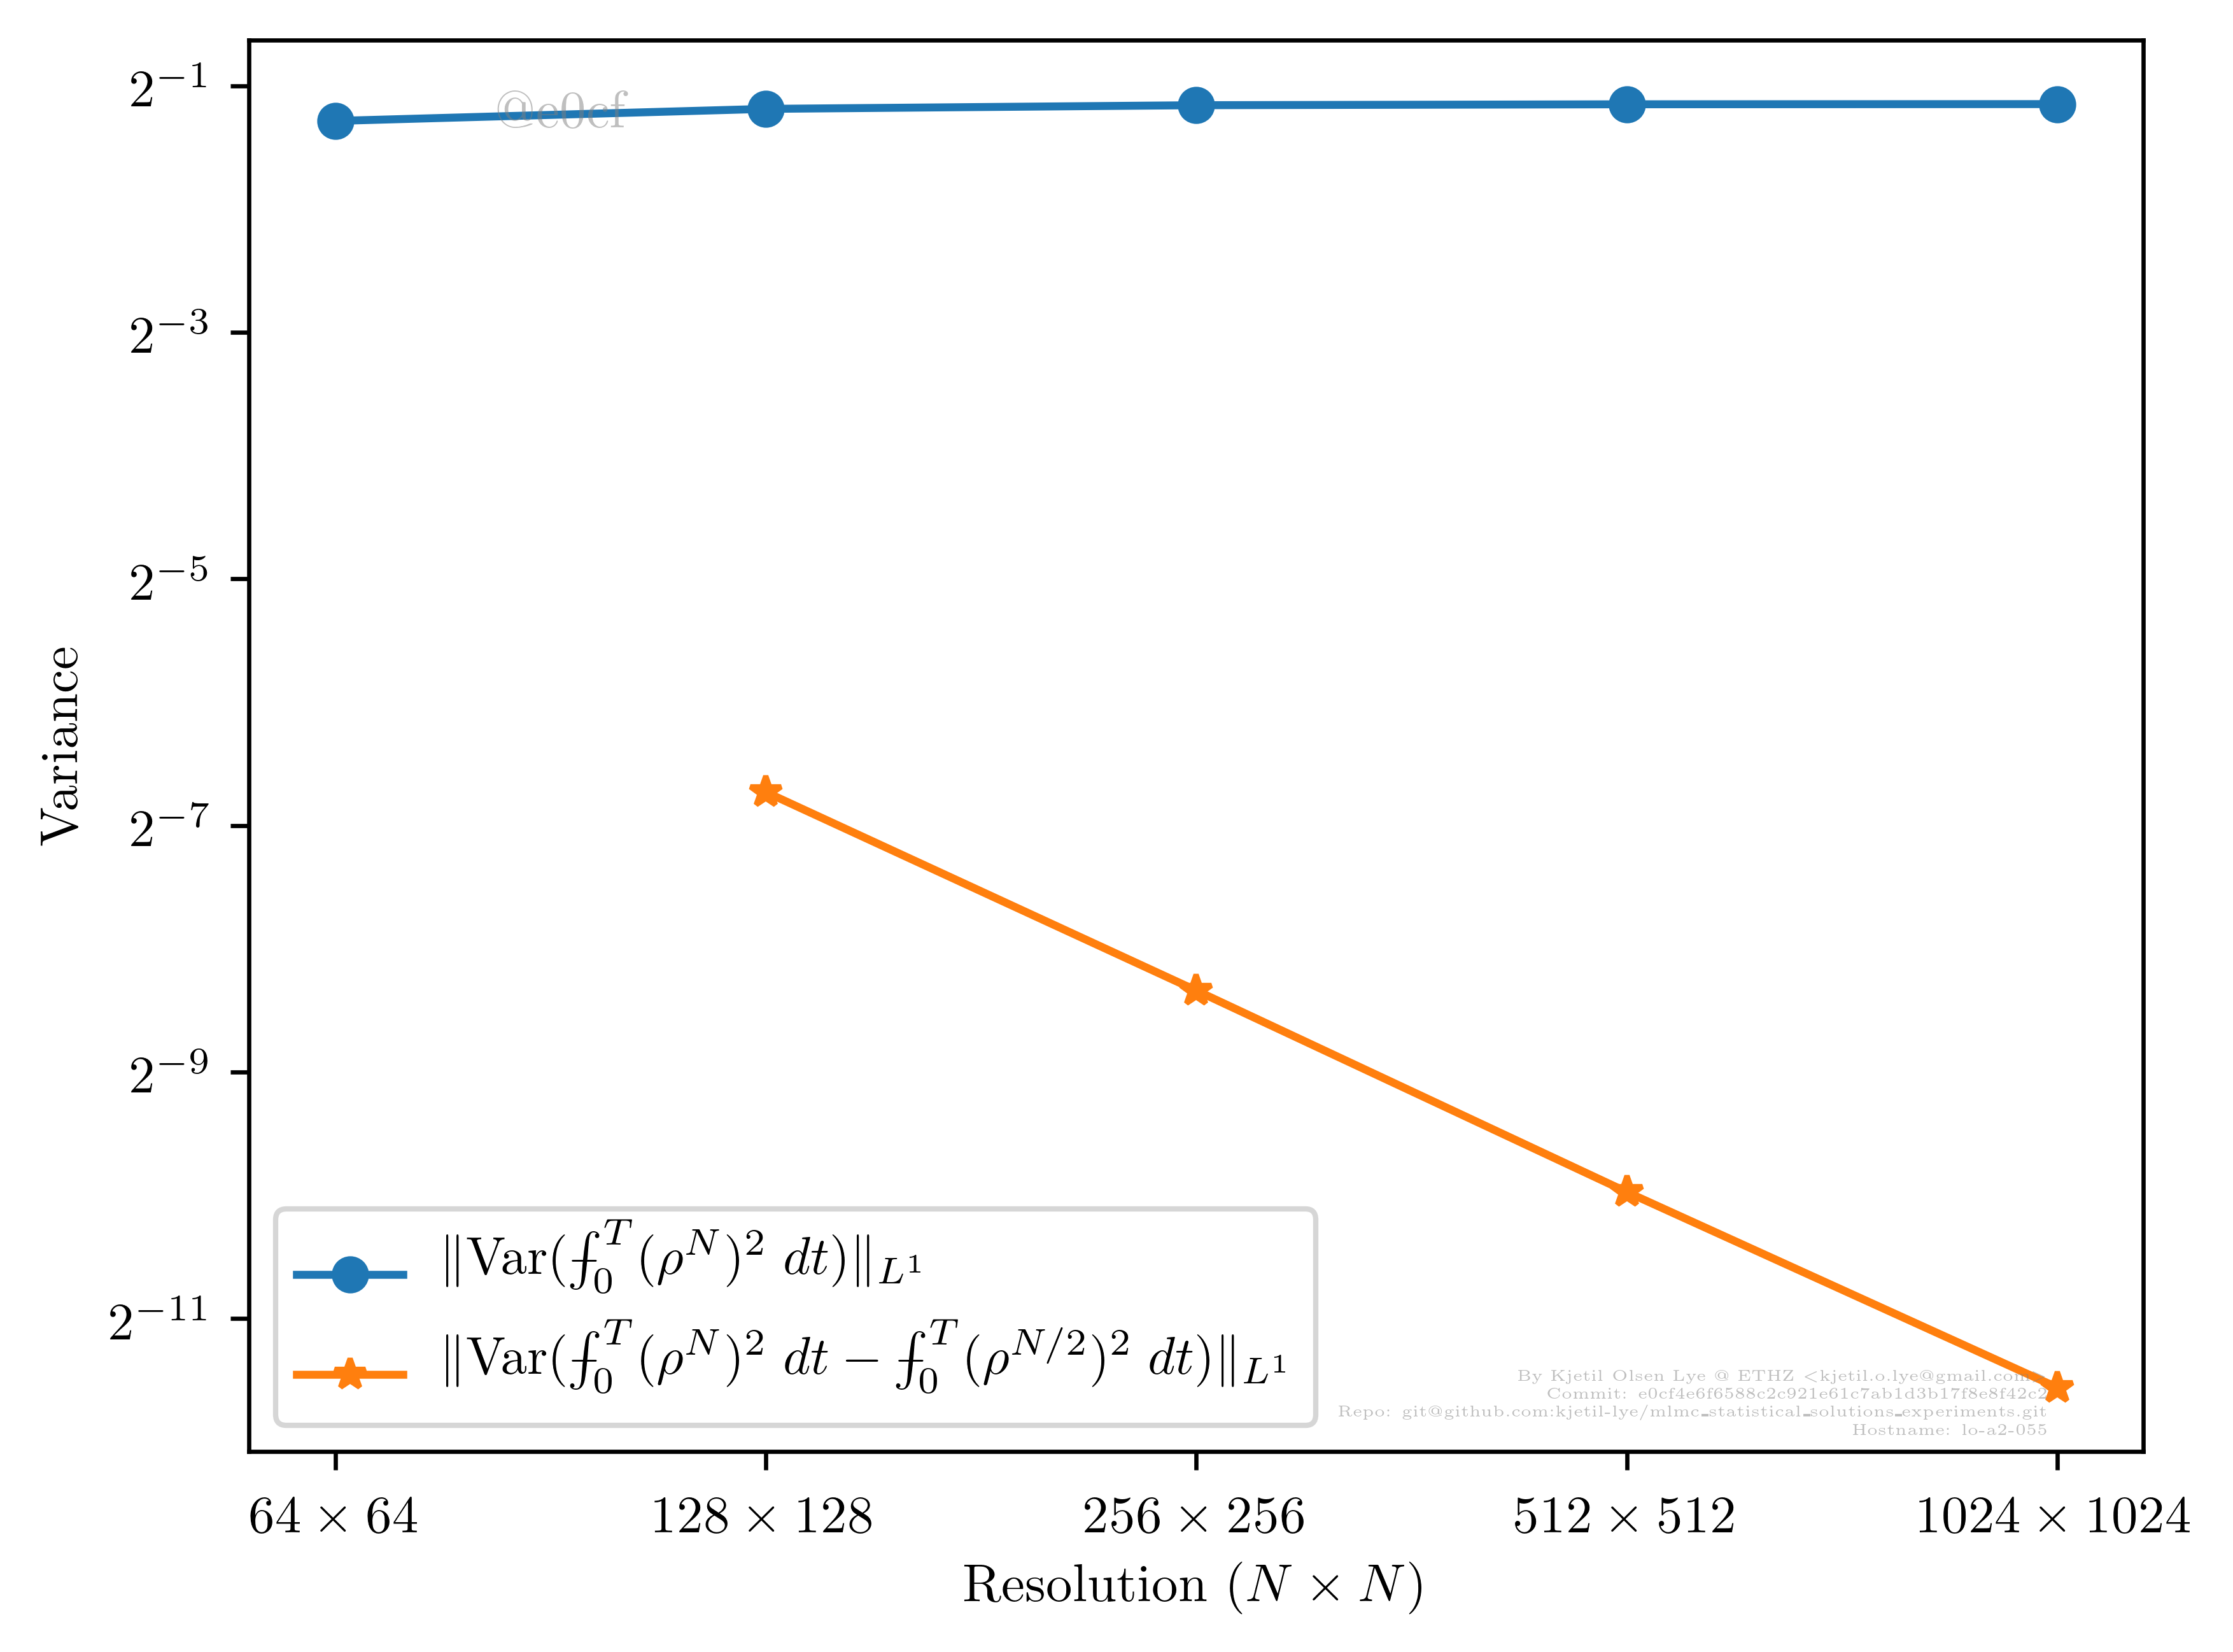 2^{-1}
@e0cf
2^{-3}
2^{-5}
2^{-7}
2^{-9}
2^{-11}
Variance
‖Var(⨍_0^T (ρ^N)^2 dt)‖_{L^1}
‖Var(⨍_0^T (ρ^N)^2 dt − ⨍_0^T (ρ^{N/2})^2 dt)‖_{L^1}
By Kjetil Olsen Lye @ ETHZ <kjetil.o.lye@gmail.com
Commit: e0cf4e6f6588c2c921e61c7ab1d3b17f8e8f42c2
Repo: git@github.com:kjetil-lye/mlmc_statistical_solutions_experiments.git
Hostname: lo-a2-055
64 × 64
128 × 128
256 × 256
512 × 512
1024 × 1024
Resolution (N × N)